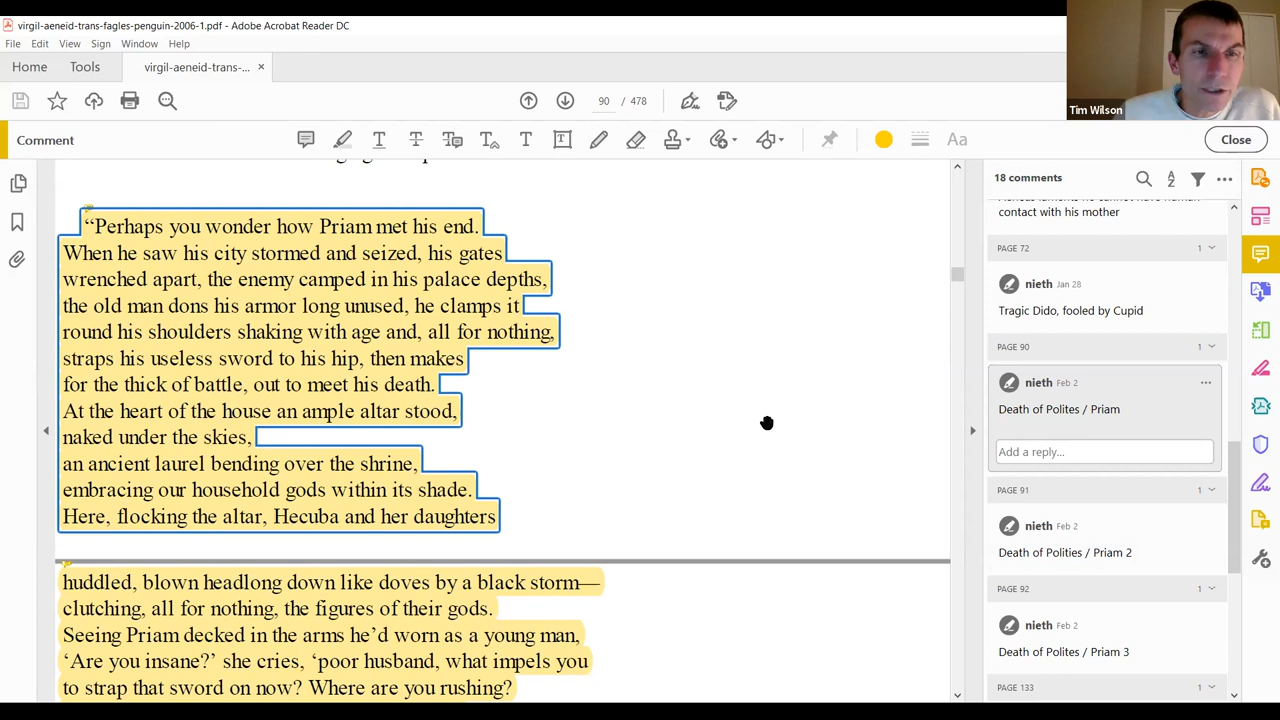 virgil-aeneid-trans-fagles-penguin-2006-1.pdf - Adobe Acrobat Reader DC
File Edit View Sign Window Help
Home Tools virgil-aeneid-trans-... ×
90 / 478
Tim Wilson
Comment
Close
“Perhaps you wonder how Priam met his end.
When he saw his city stormed and seized, his gates
wrenched apart, the enemy camped in his palace depths,
the old man dons his armor long unused, he clamps it
round his shoulders shaking with age and, all for nothing,
straps his useless sword to his hip, then makes
for the thick of battle, out to meet his death.
At the heart of the house an ample altar stood,
naked under the skies,
an ancient laurel bending over the shrine,
embracing our household gods within its shade.
Here, flocking the altar, Hecuba and her daughters
huddled, blown headlong down like doves by a black storm—
clutching, all for nothing, the figures of their gods.
Seeing Priam decked in the arms he’d worn as a young man,
‘Are you insane?’ she cries, ‘poor husband, what impels you
to strap that sword on now? Where are you rushing?
18 comments
contact with his mother
PAGE 72 1
nieth Jan 28
Tragic Dido, fooled by Cupid
PAGE 90 1
nieth Feb 2
Death of Polites / Priam
Add a reply...
PAGE 91 1
nieth Feb 2
Death of Polities / Priam 2
PAGE 92 1
nieth Feb 2
Death of Polites / Priam 3
PAGE 133 1